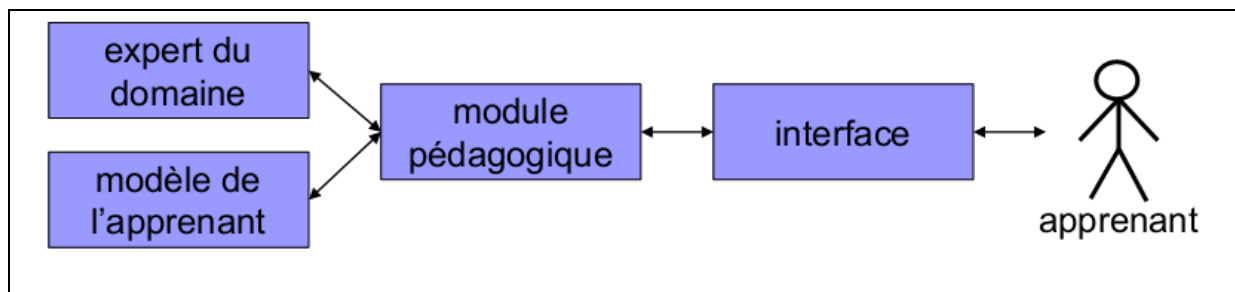 expert du
domaine
modèle de
l'apprenant
module
pédagogique
interface
apprenant